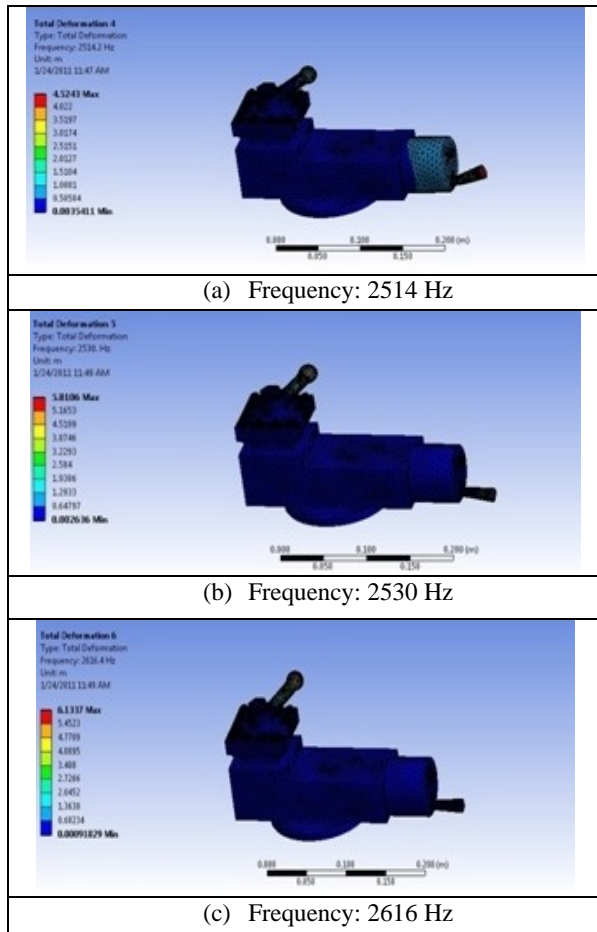 Total Deformation 4
Type: Total Deformation
Frequency: 2514.2 Hz
Unit: m
1/24/2011 11:47 AM
4.5243 Max
4.022
3.5197
3.0174
2.5151
2.0127
1.5104
1.0081
0.50584
0.0035411 Min
0.000
0.100
0.200 (m)
0.050
0.150
(a) Frequency: 2514 Hz
Total Deformation 5
Type: Total Deformation
Frequency: 2530. Hz
Unit: m
1/24/2011 11:49 AM
5.8106 Max
5.1653
4.5199
3.8746
3.2293
2.584
1.9386
1.2933
0.64797
0.002636 Min
0.000
0.100
0.200 (m)
0.050
0.150
(b) Frequency: 2530 Hz
Total Deformation 6
Type: Total Deformation
Frequency: 2616.4 Hz
Unit: m
1/24/2011 11:49 AM
6.1337 Max
5.4523
4.7709
4.0895
3.408
2.7266
2.0452
1.3638
0.68234
0.00091829 Min
0.000
0.100
0.200 (m)
0.050
0.150
(c) Frequency: 2616 Hz